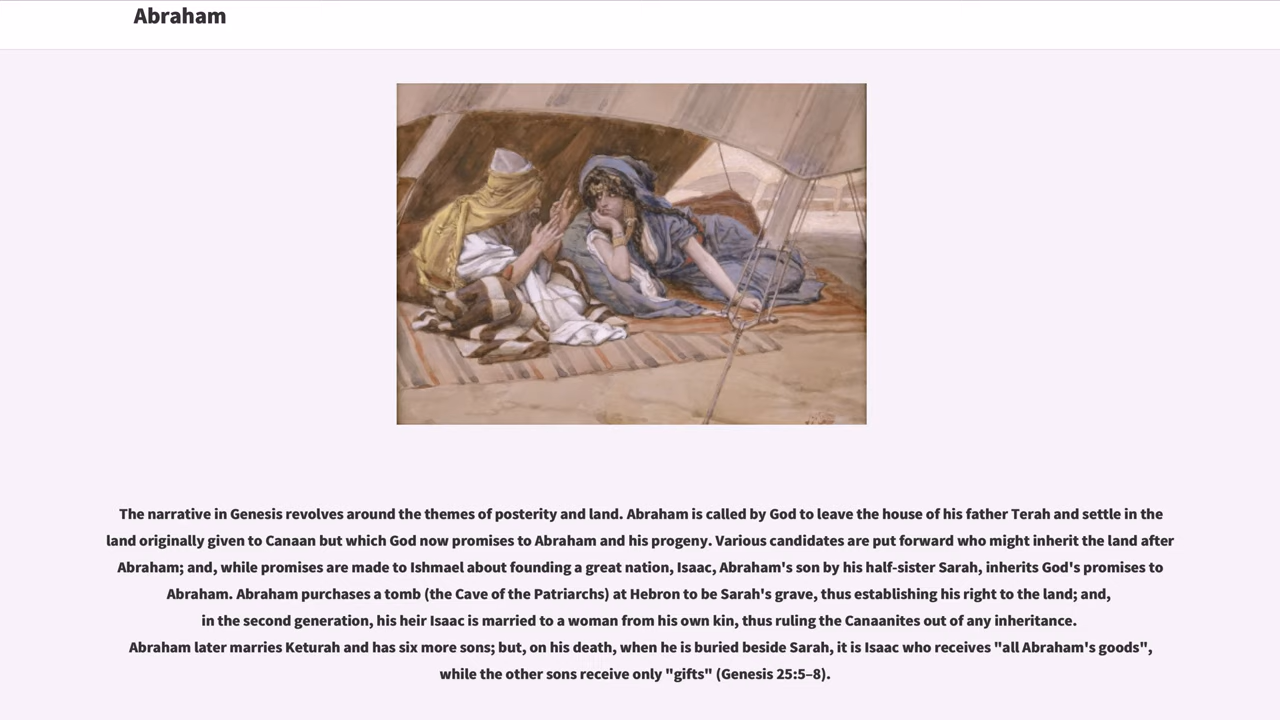 Abraham
The narrative in Genesis revolves around the themes of posterity and land. Abraham is called by God to leave the house of his father Terah and settle in the
land originally given to Canaan but which God now promises to Abraham and his progeny. Various candidates are put forward who might inherit the land after
Abraham; and, while promises are made to Ishmael about founding a great nation, Isaac, Abraham's son by his half-sister Sarah, inherits God's promises to
Abraham. Abraham purchases a tomb (the Cave of the Patriarchs) at Hebron to be Sarah's grave, thus establishing his right to the land; and,
in the second generation, his heir Isaac is married to a woman from his own kin, thus ruling the Canaanites out of any inheritance.
Abraham later marries Keturah and has six more sons; but, on his death, when he is buried beside Sarah, it is Isaac who receives "all Abraham's goods",
while the other sons receive only "gifts" (Genesis 25:5–8).